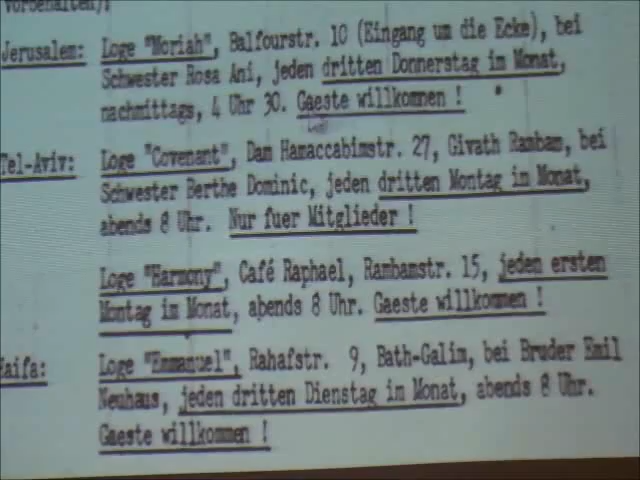 vorbehalten):
Jerusalem: Loge "Moriah", Balfourstr. 10 (Eingang um die Ecke), bei
Schwester Rosa Ani, jeden dritten Donnerstag im Monat,
nachmittags, 4 Uhr 30. Gaeste willkommen !
Tel-Aviv: Loge "Covenant", Dam Hamaccabimstr. 27, Givath Rambam, bei
Schwester Berthe Dominic, jeden dritten Montag im Monat,
abends 8 Uhr. Nur fuer Mitglieder !
Loge "Harmony", Café Raphael, Rambamstr. 15, jeden ersten
Montag im Monat, abends 8 Uhr. Gaeste willkommen !
Haifa: Loge "Emmanuel", Rahafstr. 9, Bath-Galim, bei Bruder Emil
Neuhaus, jeden dritten Dienstag im Monat, abends 8 Uhr.
Gaeste willkommen !